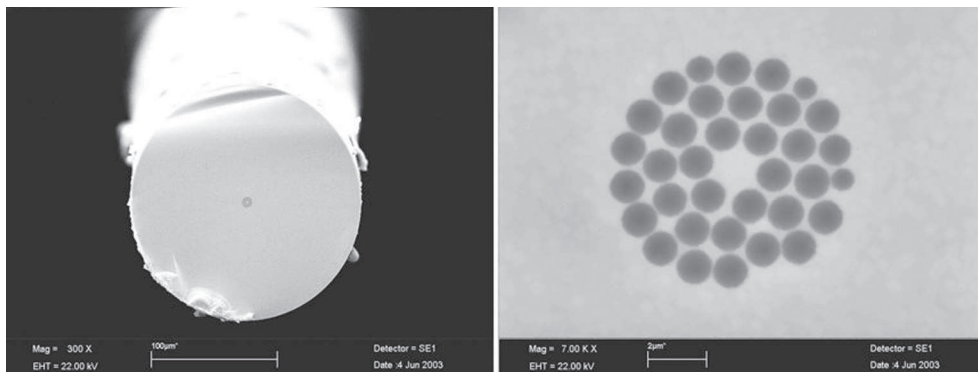 100µm*
Mag = 300 X
Detector = SE1
EHT = 22.00 kV
Date :4 Jun 2003
2µm*
Mag = 7.00 K X
Detector = SE1
EHT = 22.00 kV
Date :4 Jun 2003